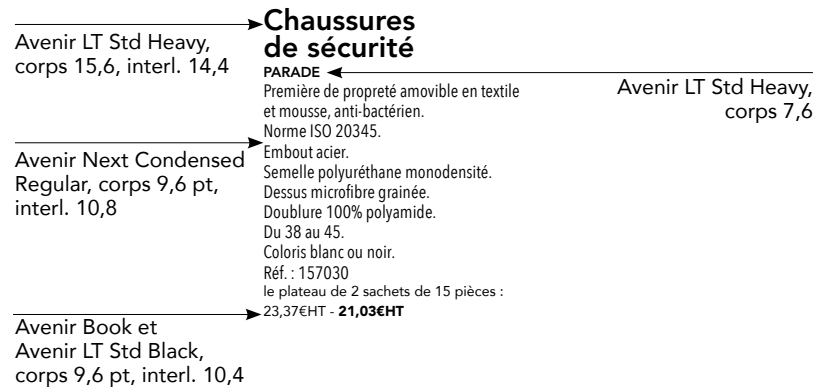 Chaussures
de sécurité
PARADE
Première de propreté amovible en textile
et mousse, anti-bactérien.
Norme ISO 20345.
Embout acier.
Semelle polyuréthane monodensité.
Dessus microfibre grainée.
Doublure 100% polyamide.
Du 38 au 45.
Coloris blanc ou noir.
Réf. : 157030
le plateau de 2 sachets de 15 pièces :
23,37€HT - 21,03€HT
Avenir LT Std Heavy,
corps 15,6, interl. 14,4
Avenir Next Condensed
Regular, corps 9,6 pt,
interl. 10,8
Avenir Book et
Avenir LT Std Black,
corps 9,6 pt, interl. 10,4
Avenir LT Std Heavy,
corps 7,6